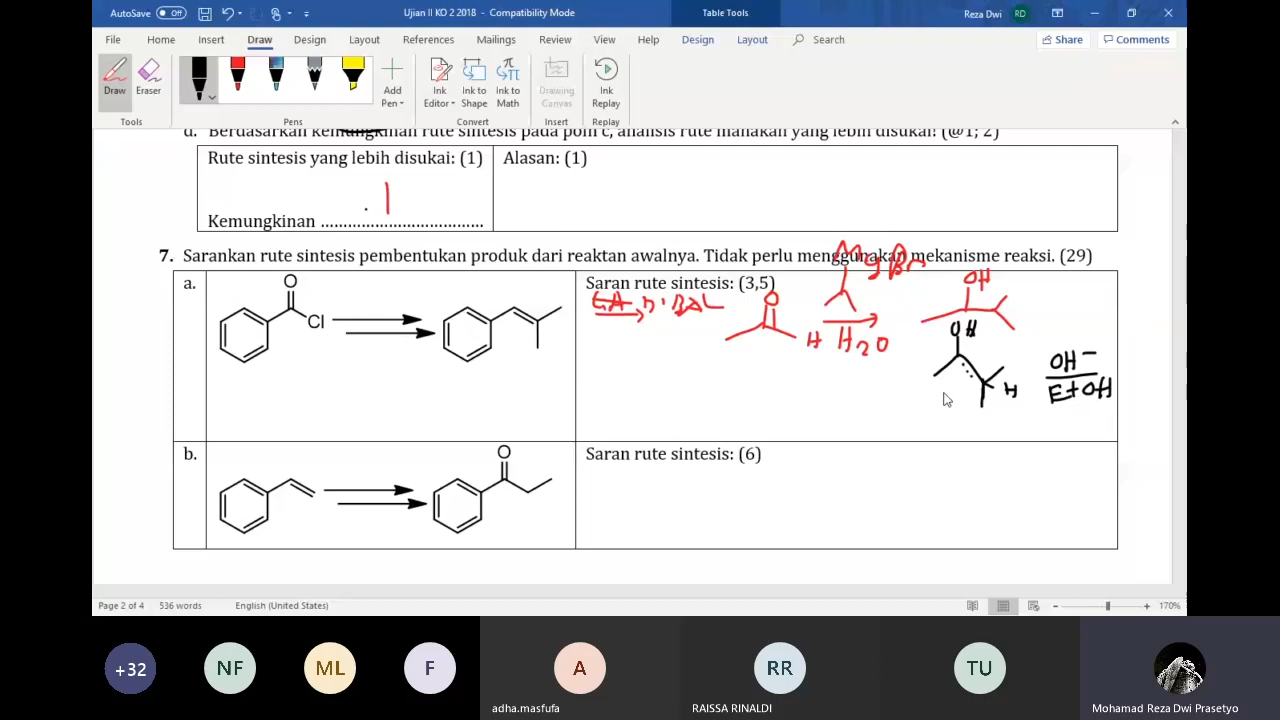 AutoSave Off
Ujian II KO 2 2018 - Compatibility Mode
Table Tools
Reza Dwi RD
File Home Insert Draw Design Layout References Mailings Review View Help Design Layout Search
Share Comments
Draw Eraser
Add Pen
Ink Editor
Ink to Shape
Ink to Math
Drawing Canvas
Ink Replay
Tools Pens Convert Insert Replay
d. Berdasarkan kemungkinan rute sintesis pada poin c, analisis rute manakah yang lebih disukai! (@1; 2)
Rute sintesis yang lebih disukai: (1)
Alasan: (1)
1
Kemungkinan ....................................
7. Sarankan rute sintesis pembentukan produk dari reaktan awalnya. Tidak perlu menggunakan mekanisme reaksi. (29)
a.
O
Cl
Saran rute sintesis: (3,5)
MgBr
O
H
H2O
OH
OH
H
OH-
EtOH
b.
O
Saran rute sintesis: (6)
Page 2 of 4 536 words English (United States)
170%
+32 NF ML F A RR TU
adha.masfufa
RAISSA RINALDI
Mohamad Reza Dwi Prasetyo